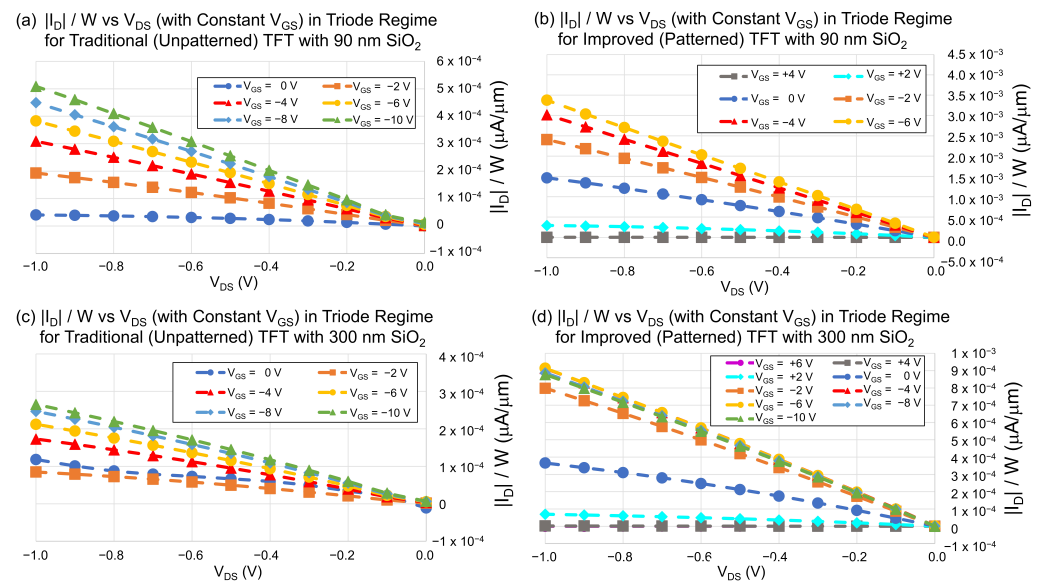 (a) |I_D| / W vs V_DS (with Constant V_GS) in Triode Regime
for Traditional (Unpatterned) TFT with 90 nm SiO₂
V_GS = 0 V
V_GS = −2 V
V_GS = −4 V
V_GS = −6 V
V_GS = −8 V
V_GS = −10 V
6 x 10⁻⁴
5 x 10⁻⁴
4 x 10⁻⁴
3 x 10⁻⁴
2 x 10⁻⁴
1 x 10⁻⁴
0
−1 x 10⁻⁴
|I_D| / W (µA/µm)
−1.0
−0.8
−0.6
−0.4
−0.2
0.0
V_DS (V)
(b) |I_D| / W vs V_DS (with Constant V_GS) in Triode Regime
for Improved (Patterned) TFT with 90 nm SiO₂
V_GS = +4 V
V_GS = +2 V
V_GS = 0 V
V_GS = −2 V
V_GS = −4 V
V_GS = −6 V
4.5 x 10⁻³
4.0 x 10⁻³
3.5 x 10⁻³
3.0 x 10⁻³
2.5 x 10⁻³
2.0 x 10⁻³
1.5 x 10⁻³
1.0 x 10⁻³
5.0 x 10⁻⁴
0.0
−5.0 x 10⁻⁴
|I_D| / W (µA/µm)
−1.0
−0.8
−0.6
−0.4
−0.2
0.0
V_DS (V)
(c) |I_D| / W vs V_DS (with Constant V_GS) in Triode Regime
for Traditional (Unpatterned) TFT with 300 nm SiO₂
V_GS = 0 V
V_GS = −2 V
V_GS = −4 V
V_GS = −6 V
V_GS = −8 V
V_GS = −10 V
4 x 10⁻⁴
3 x 10⁻⁴
2 x 10⁻⁴
1 x 10⁻⁴
0
−1 x 10⁻⁴
|I_D| / W (µA/µm)
−1.0
−0.8
−0.6
−0.4
−0.2
0.0
V_DS (V)
(d) |I_D| / W vs V_DS (with Constant V_GS) in Triode Regime
for Improved (Patterned) TFT with 300 nm SiO₂
V_GS = +6 V
V_GS = +4 V
V_GS = +2 V
V_GS = 0 V
V_GS = −2 V
V_GS = −4 V
V_GS = −6 V
V_GS = −8 V
V_GS = −10 V
1 x 10⁻³
9 x 10⁻⁴
8 x 10⁻⁴
7 x 10⁻⁴
6 x 10⁻⁴
5 x 10⁻⁴
4 x 10⁻⁴
3 x 10⁻⁴
2 x 10⁻⁴
1 x 10⁻⁴
0
−1 x 10⁻⁴
|I_D| / W (µA/µm)
−1.0
−0.8
−0.6
−0.4
−0.2
0.0
V_DS (V)